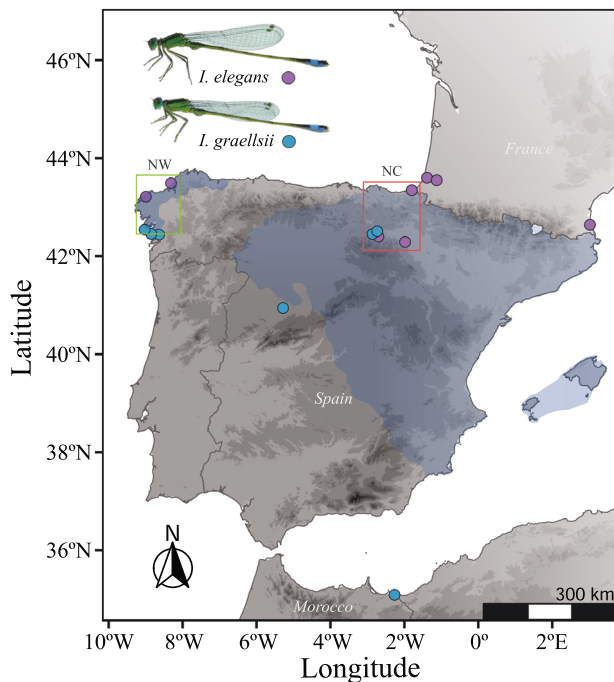 I. elegans
I. graellsii
NW
NC
France
Spain
Morocco
N
300 km
46ºN
44ºN
42ºN
40ºN
38ºN
36ºN
Latitude
10ºW
8ºW
6ºW
4ºW
2ºW
0º
2ºE
Longitude